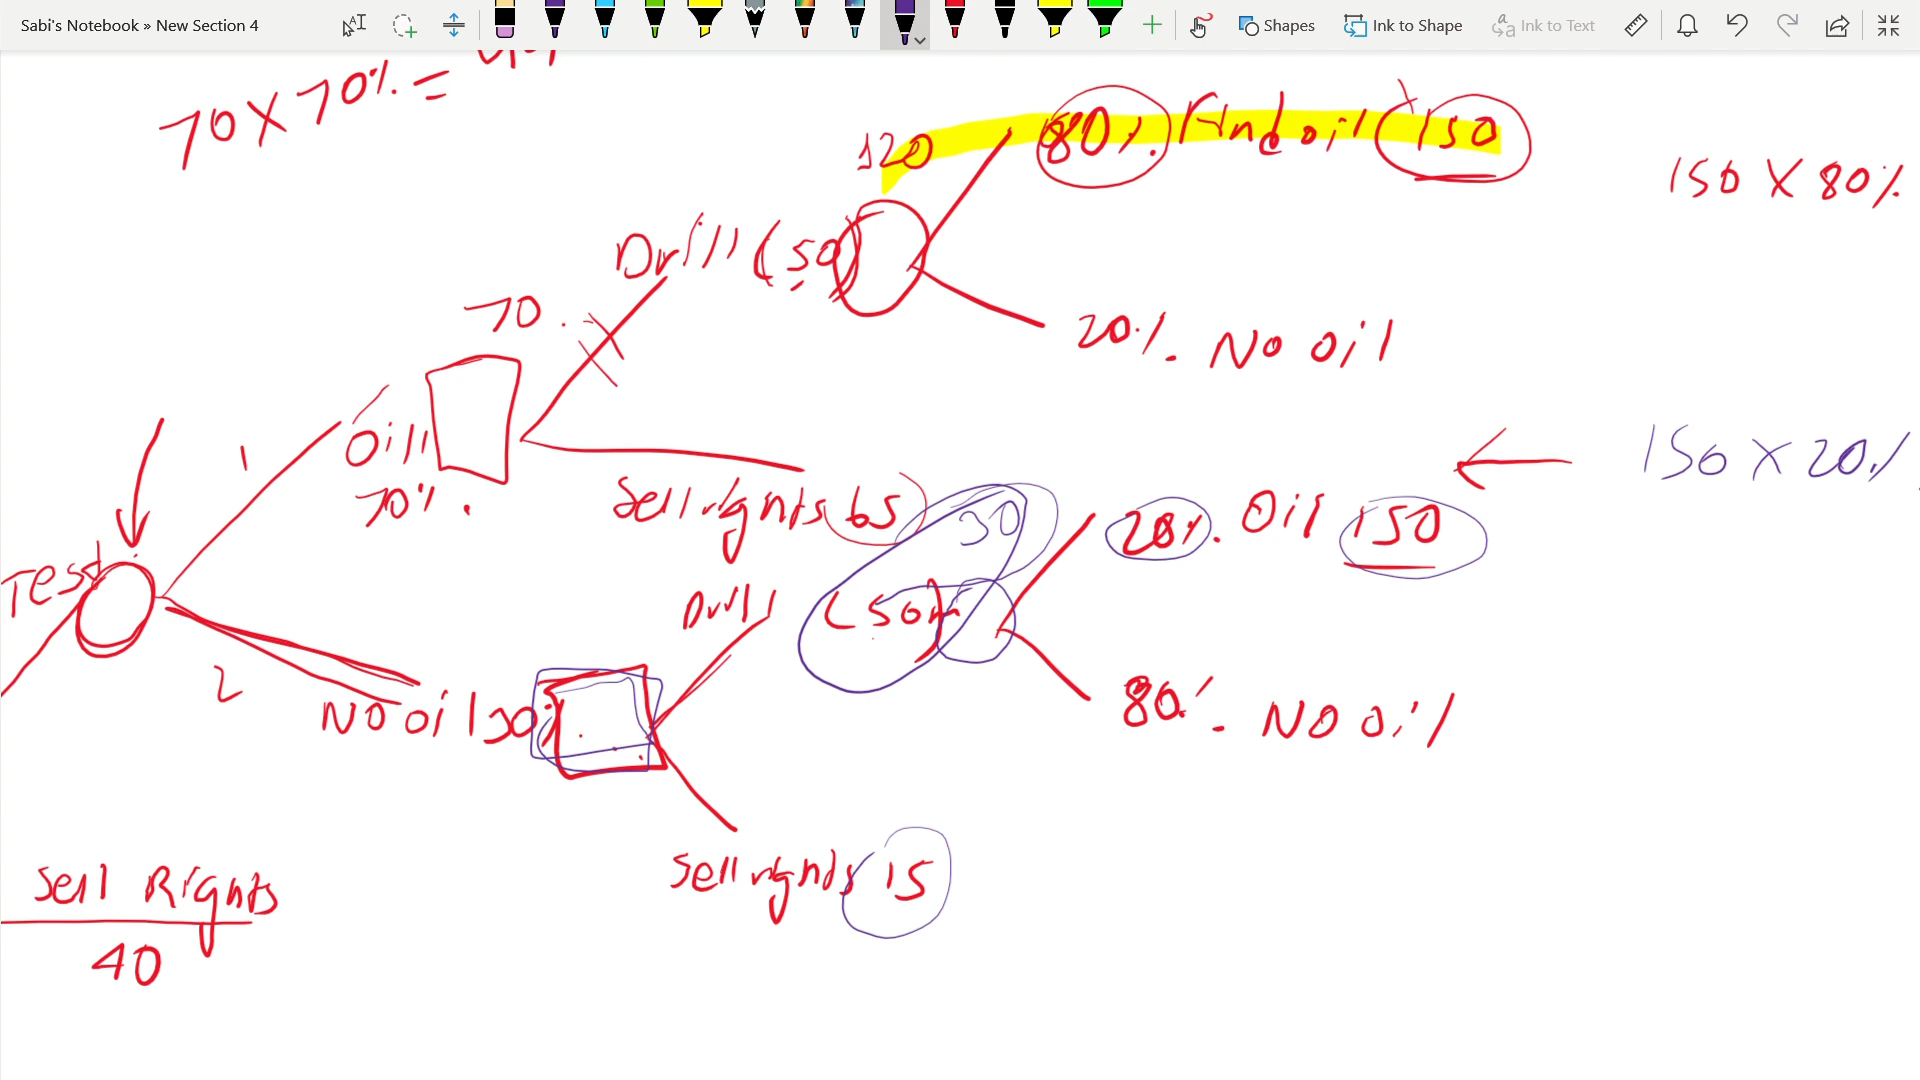 Sabi's Notebook » New Section 4
Shapes
Ink to Shape
Ink to Text
70 X 70% =
120
80%. Find oil 150
150 X 80%
Drill (50)
20%. No oil
70.
Oil
70%.
1
Sell rights 65
30
20%. Oil 150
150 X 20%
Test
Drill
(50m)
2
No oil 30%
80%. No oil
Sell rights 15
Sell Rights
40